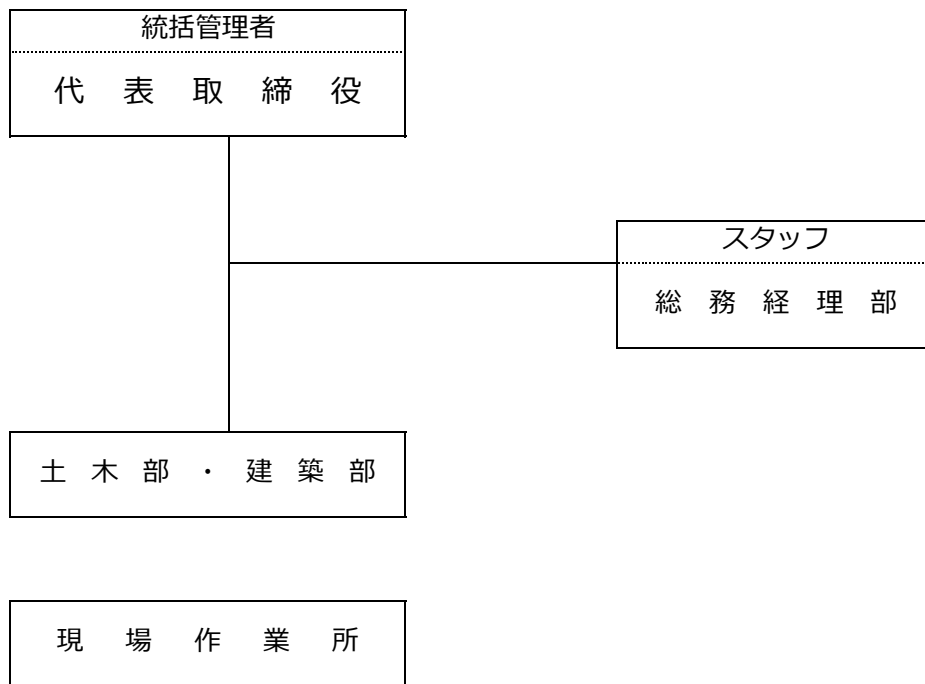 統括管理者
代表取締役
スタッフ
総務経理部
土木部・建築部
現場作業所